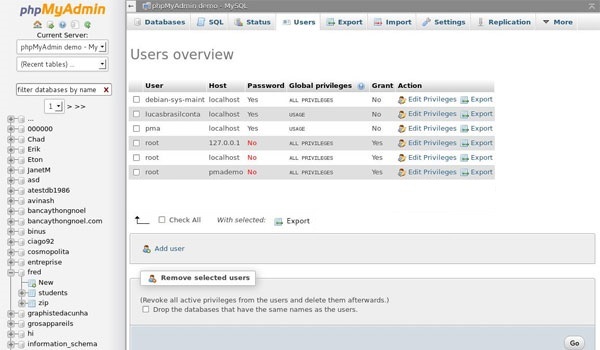 phpMyAdmin
Current Server:
phpMyAdmin demo - My
(Recent tables) ...
filter databases by name X
1 > >>
...
000000
Chad
Erik
Eton
JanetM
asd
atestdb1986
avinash
bancaythongnoel
bancaythongnoel.com
binus
ciago92
cosmopolita
entreprise
fred
New
students
zip
graphistedacunha
grosappareils
hi
information_schema
phpMyAdmin demo - MySQL
Databases SQL Status Users Export Import Settings Replication More
Users overview
User Host Password Global privileges Grant Action
debian-sys-maint localhost Yes ALL PRIVILEGES No Edit Privileges Export
lucasbrasilconta localhost Yes USAGE No Edit Privileges Export
pma localhost Yes USAGE No Edit Privileges Export
root 127.0.0.1 No ALL PRIVILEGES Yes Edit Privileges Export
root localhost No ALL PRIVILEGES Yes Edit Privileges Export
root pmademo No ALL PRIVILEGES Yes Edit Privileges Export
Check All With selected: Export
Add user
Remove selected users
(Revoke all active privileges from the users and delete them afterwards.)
Drop the databases that have the same names as the users.
Go